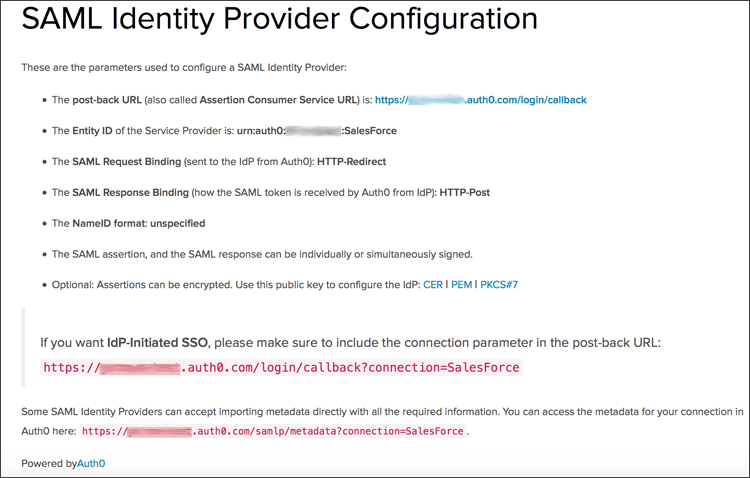 SAML Identity Provider Configuration
These are the parameters used to configure a SAML Identity Provider:
• The post-back URL (also called Assertion Consumer Service URL) is: https:// .auth0.com/login/callback
• The Entity ID of the Service Provider is: urn:auth0: :SalesForce
• The SAML Request Binding (sent to the IdP from Auth0): HTTP-Redirect
• The SAML Response Binding (how the SAML token is received by Auth0 from IdP): HTTP-Post
• The NameID format: unspecified
• The SAML assertion, and the SAML response can be individually or simultaneously signed.
• Optional: Assertions can be encrypted. Use this public key to configure the IdP: CER | PEM | PKCS#7
If you want IdP-Initiated SSO, please make sure to include the connection parameter in the post-back URL:
https:// .auth0.com/login/callback?connection=SalesForce
Some SAML Identity Providers can accept importing metadata directly with all the required information. You can access the metadata for your connection in
Auth0 here: https:// .auth0.com/samlp/metadata?connection=SalesForce .
Powered byAuth0